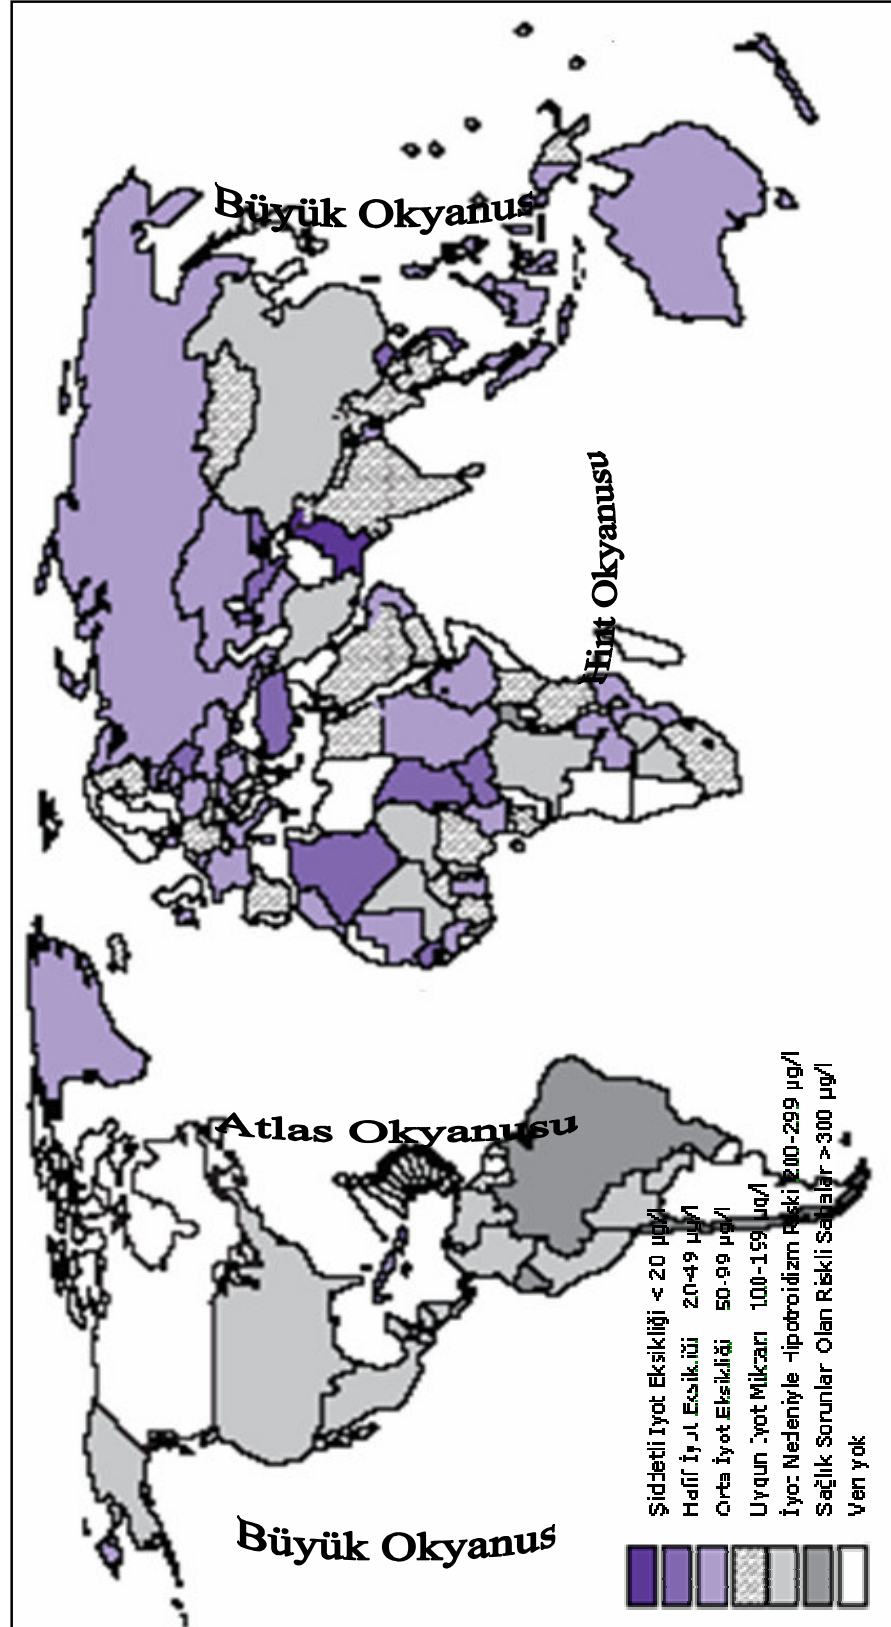 Büyük Okyanus
Hint Okyanusu
Atlas Okyanusu
Büyük Okyanus
Şiddetli İyot Eksikliği < 20 µg/l
Hafif İyot Eksikliği 20-49 µg/l
Orta İyot Eksikliği 50-99 µg/l
Uygun İyot Miktarı 100-199 µg/l
İyot Nedeniyle Hipotroidizm Riski 200-299 µg/l
Sağlık Sorunlar Olan Riskli Sahalar >300 µg/l
Veri yok